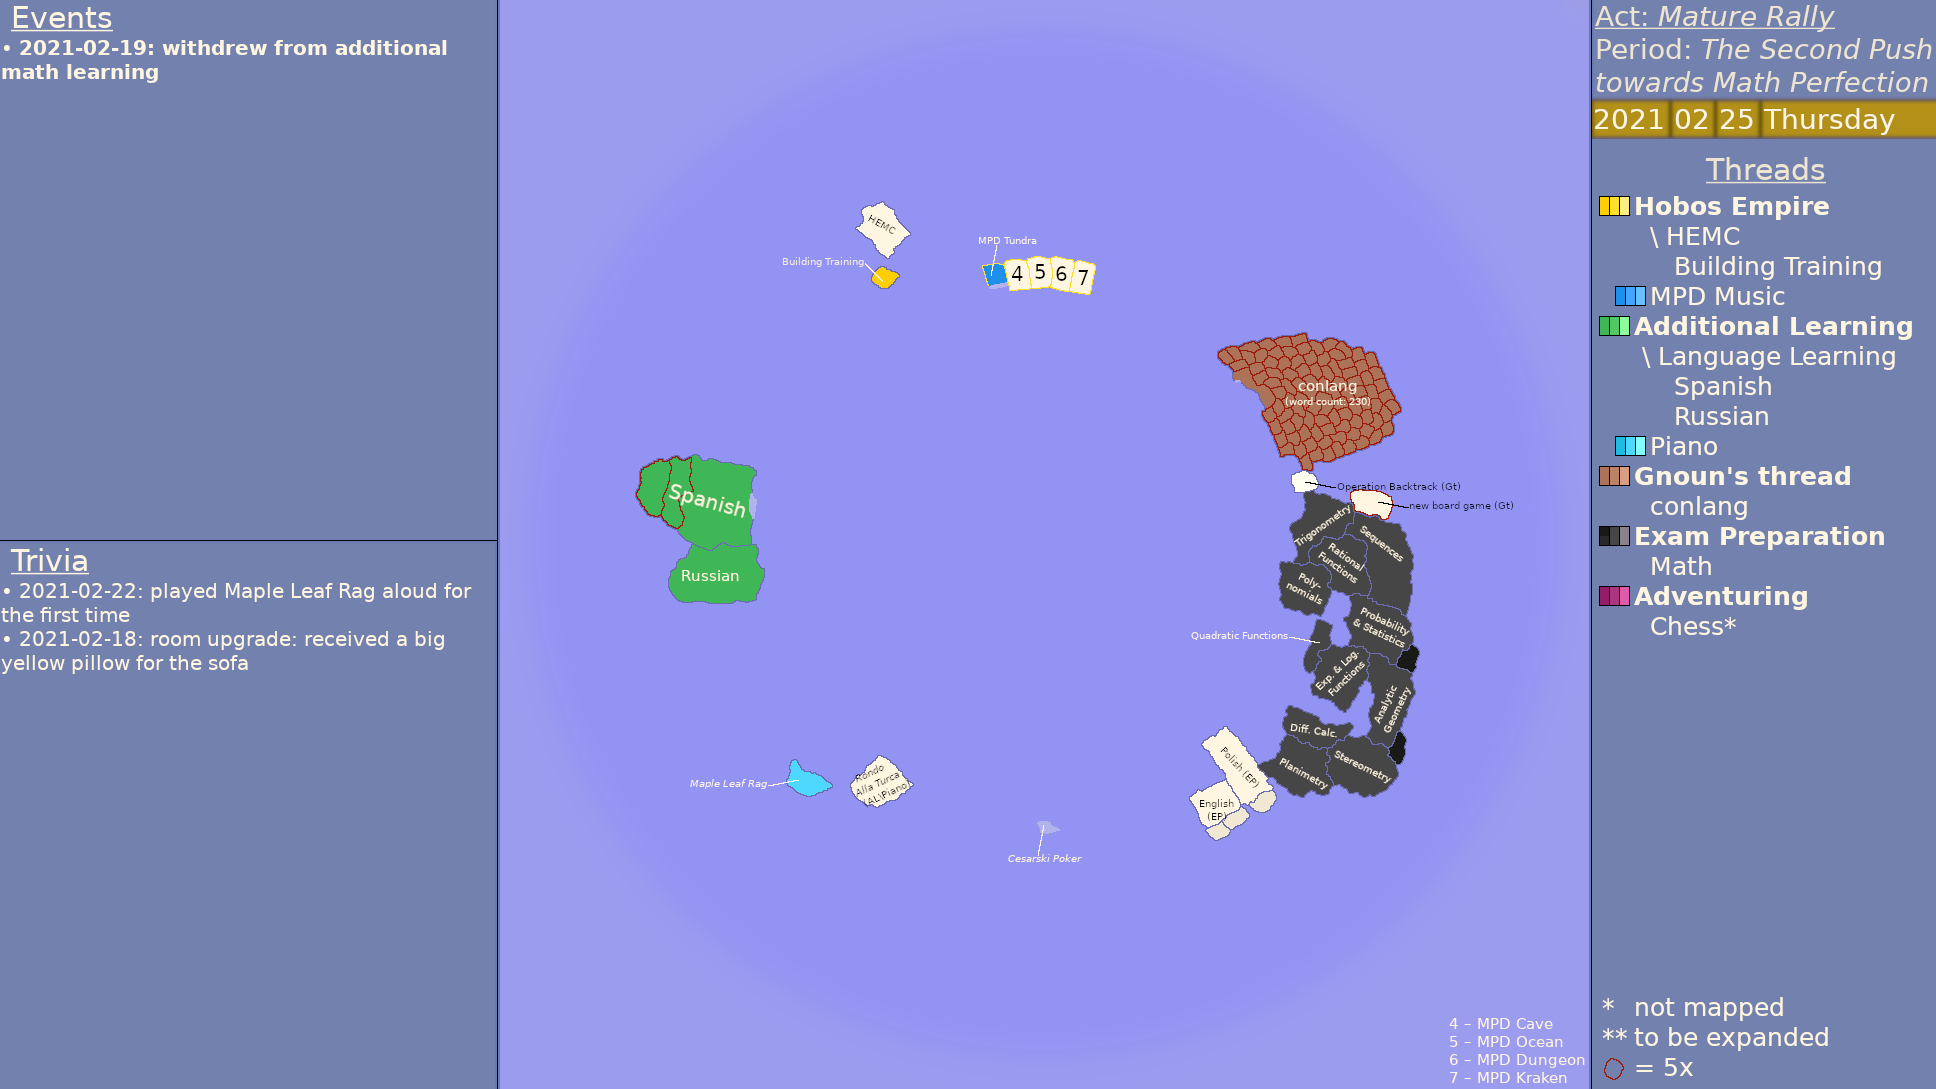 Events
• 2021-02-19: withdrew from additional
math learning
Trivia
• 2021-02-22: played Maple Leaf Rag aloud for
the first time
• 2021-02-18: room upgrade: received a big
yellow pillow for the sofa
HEMC
Building Training
MPD Tundra
4 5 6 7
conlang
(word count: 230)
Operation Backtrack (Gt)
new board game (Gt)
Spanish
Russian
Trigonometry
Sequences
Rational
Functions
Poly-
nomials
Probability
& Statistics
Quadratic Functions
Exp. & Log.
Functions
Analytic
Geometry
Diff. Calc.
Planimetry
Stereometry
Polish (EP)
English
(EP)
Maple Leaf Rag
Rondo
Alla Turca
(AL\Piano)
Cesarski Poker
4 – MPD Cave
5 – MPD Ocean
6 – MPD Dungeon
7 – MPD Kraken
Act: Mature Rally
Period: The Second Push
towards Math Perfection
2021 02 25 Thursday
Threads
Hobos Empire
\ HEMC
Building Training
MPD Music
Additional Learning
\ Language Learning
Spanish
Russian
Piano
Gnoun's thread
conlang
Exam Preparation
Math
Adventuring
Chess*
* not mapped
** to be expanded
= 5x